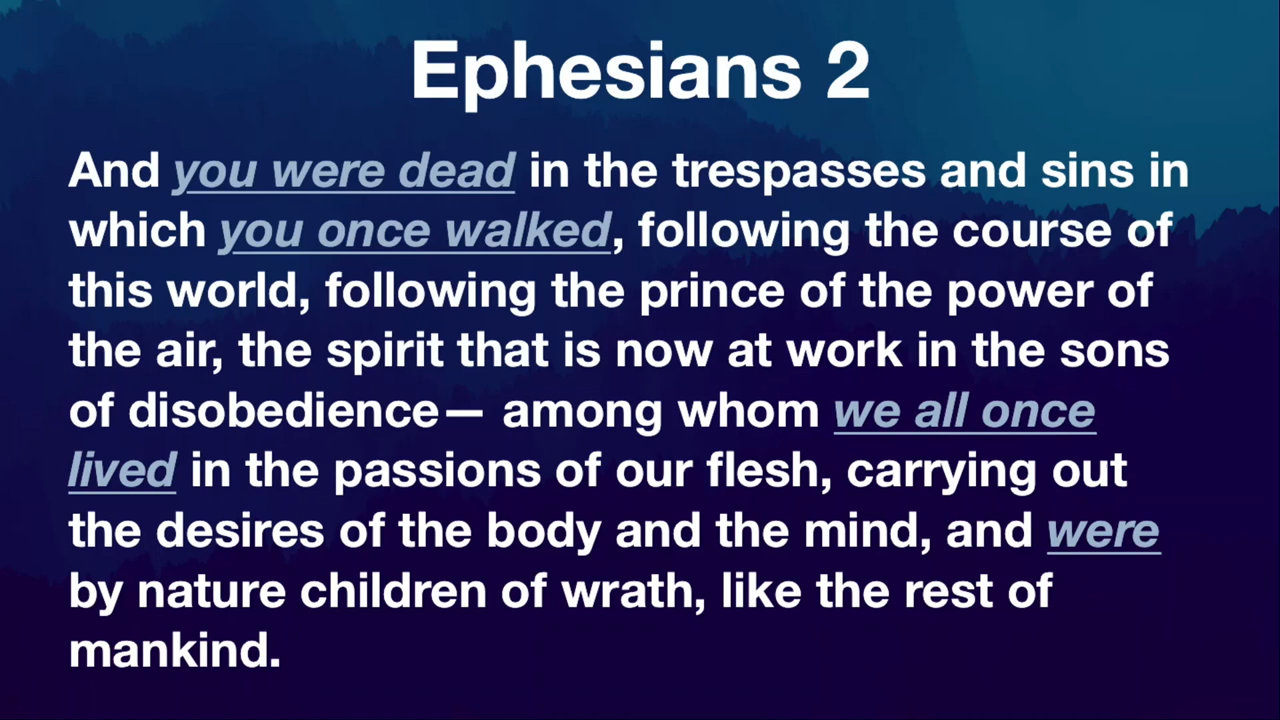 Ephesians 2
And you were dead in the trespasses and sins in
which you once walked, following the course of
this world, following the prince of the power of
the air, the spirit that is now at work in the sons
of disobedience— among whom we all once
lived in the passions of our flesh, carrying out
the desires of the body and the mind, and were
by nature children of wrath, like the rest of
mankind.